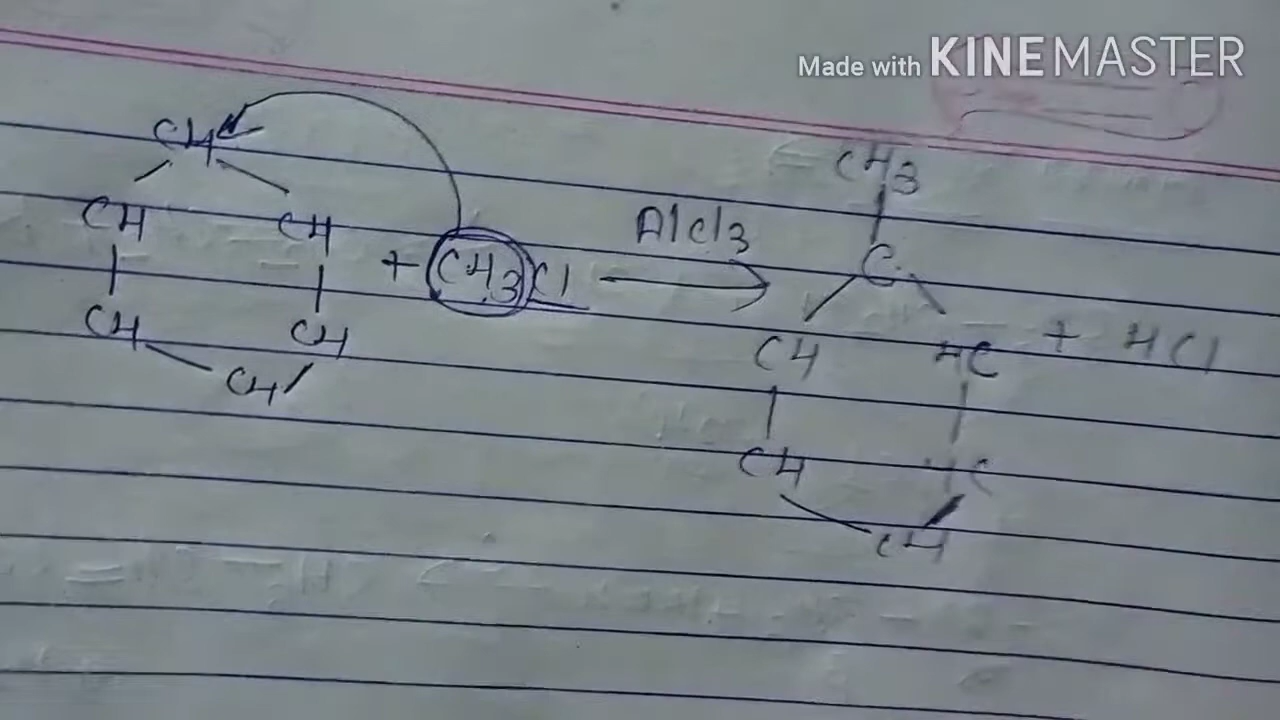 Made with KINEMASTER
CH
CH3
CH CH
AlCl3
C
+ CH3Cl
CH CH
CH HC + HCl
CH
CH HC
CH